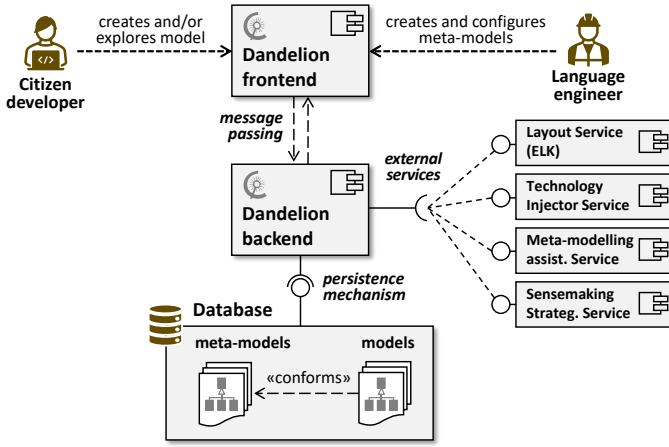 creates and/or
explores model
creates and configures
meta-models
Citizen
developer
Dandelion
frontend
Language
engineer
message
passing
external
services
Layout Service
(ELK)
Technology
Injector Service
Dandelion
backend
Meta-modelling
assist. Service
Sensemaking
Strateg. Service
persistence
mechanism
Database
meta-models
models
«conforms»